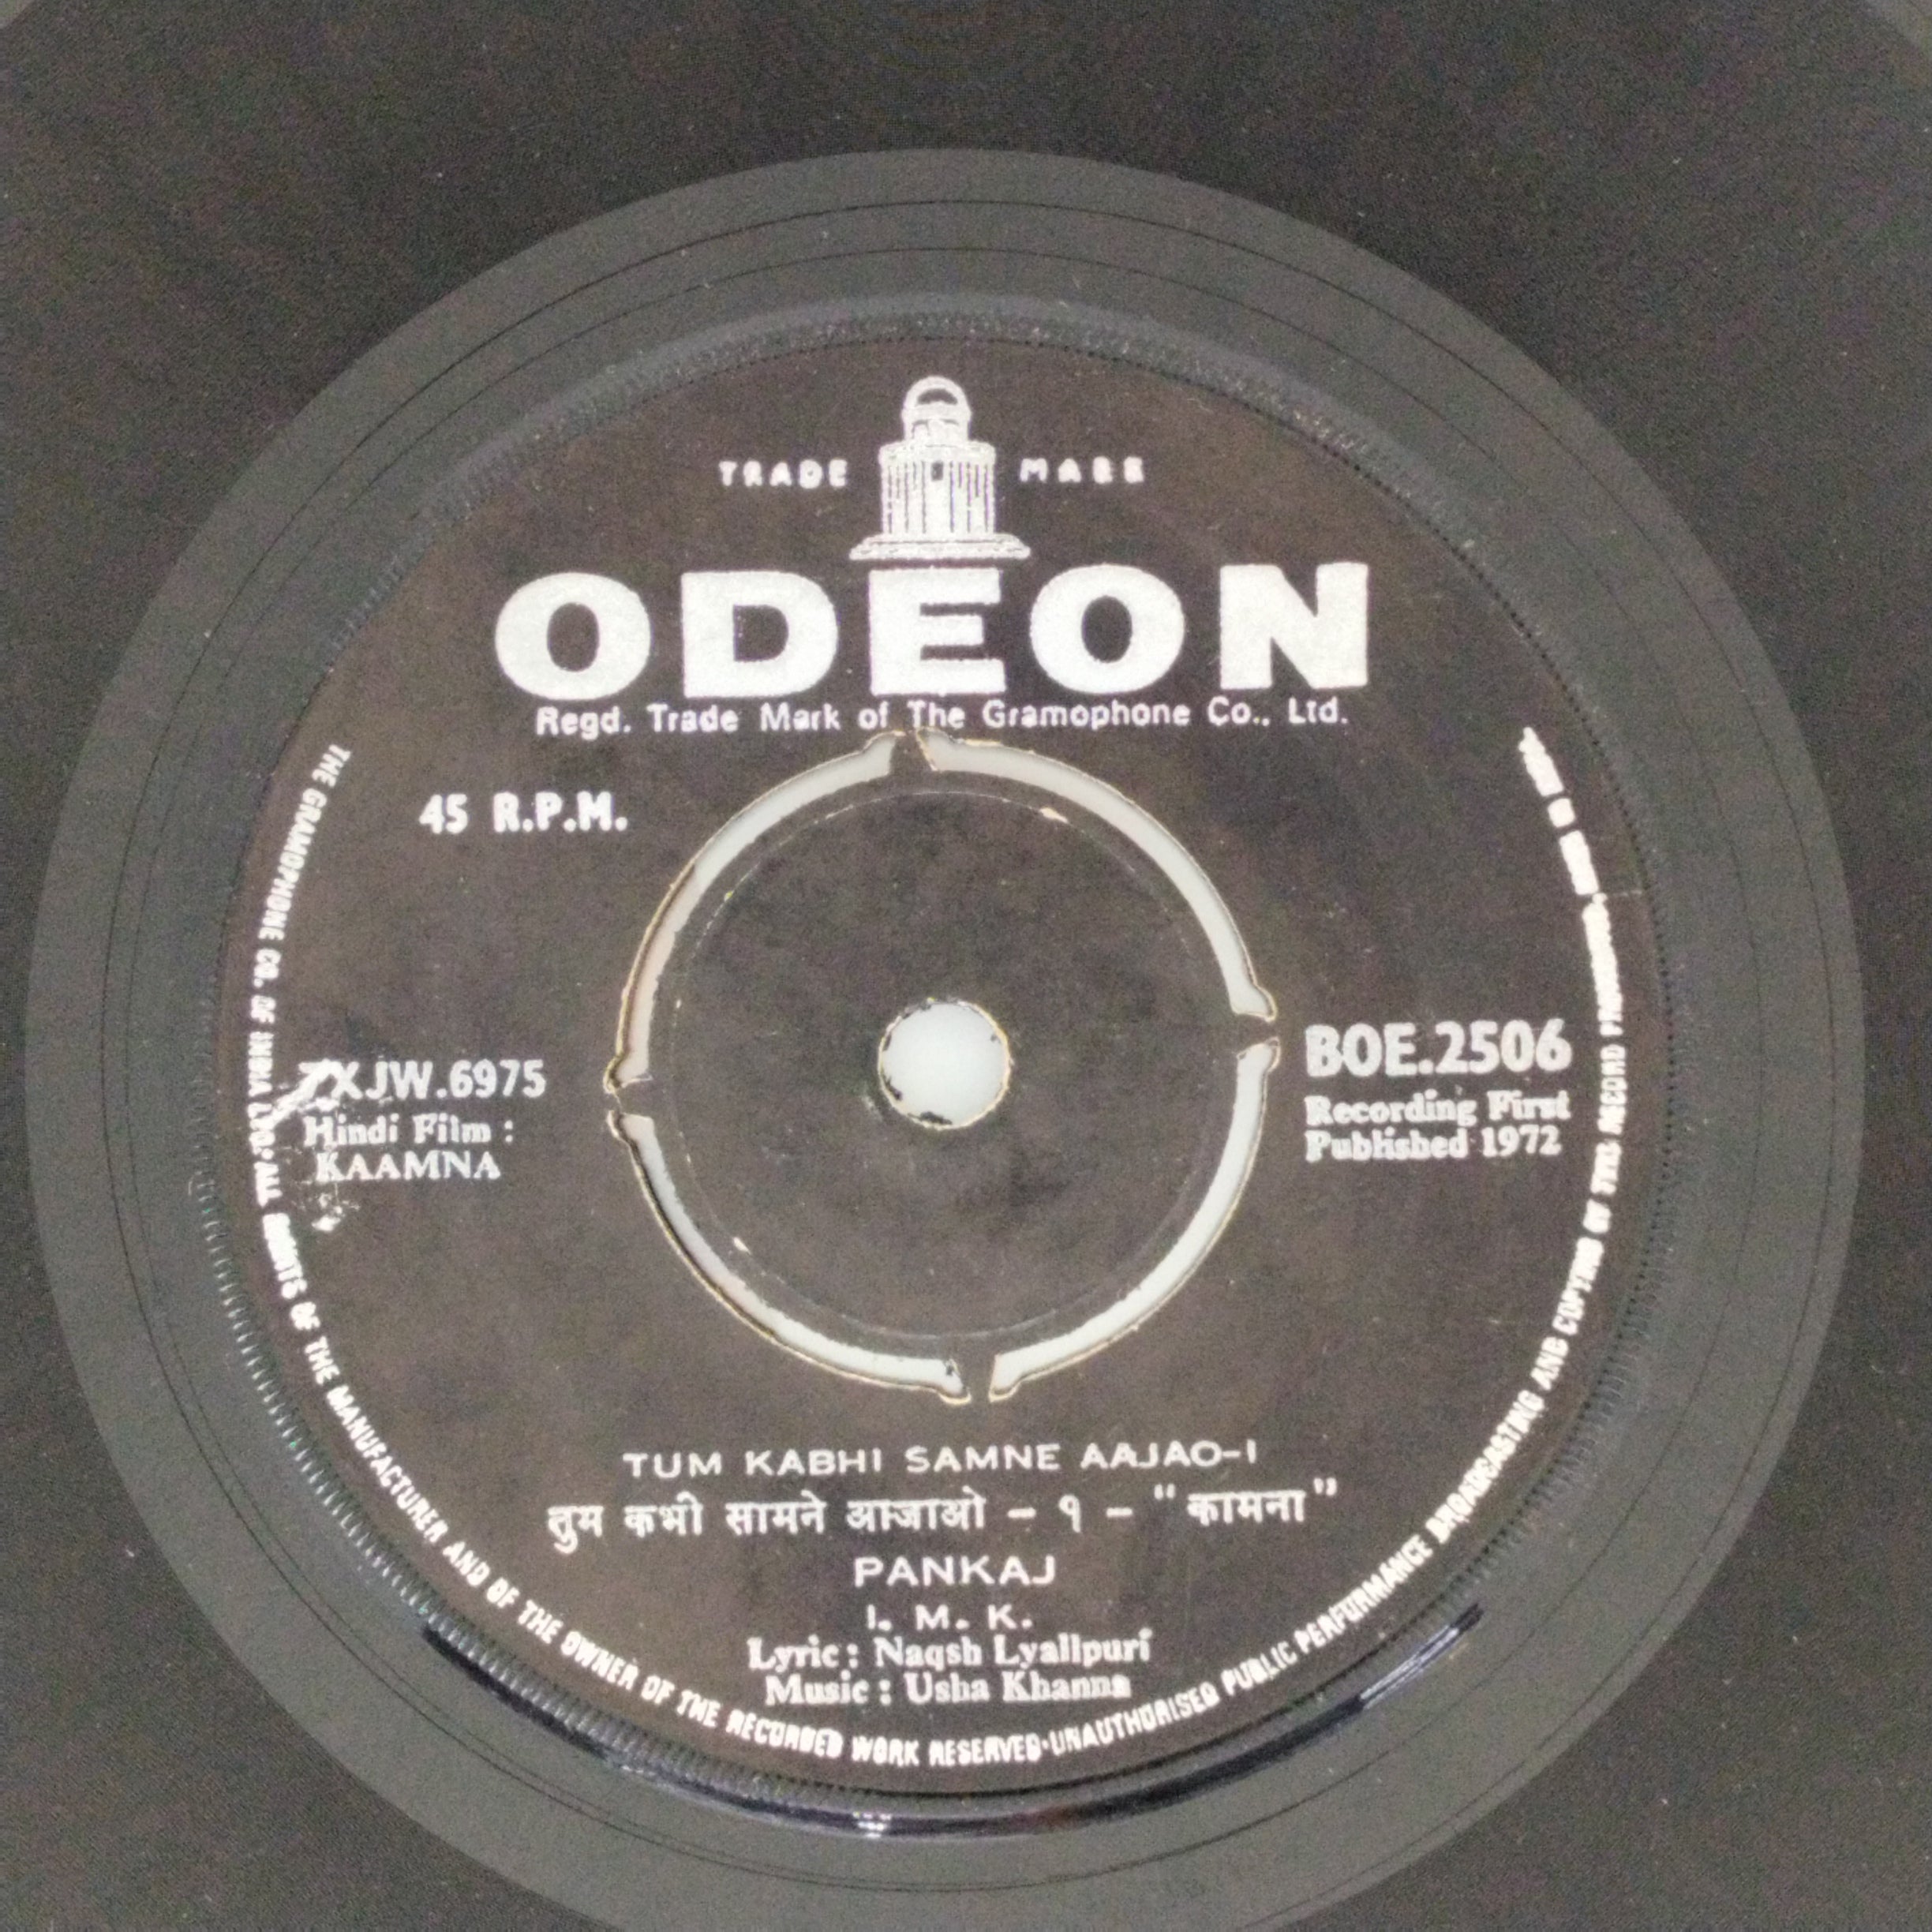 TRADE MARK
ODEON
Regd. Trade Mark of The Gramophone Co., Ltd.
45 R.P.M.
7XJW.6975
Hindi Film :
KAAMNA
BOE.2506
Recording First
Published 1972
TUM KABHI SAMNE AAJAO-I
तुम कभी सामने आजाओ - १ - "कामना"
PANKAJ
I. M. K.
Lyric : Naqsh Lyallpuri
Music : Usha Khanna
THE GRAMOPHONE CO. OF INDIA LTD. ALL RIGHTS OF THE MANUFACTURER AND OF THE OWNER OF THE RECORDED WORK RESERVED·UNAUTHORISED PUBLIC PERFORMANCE BROADCASTING AND COPYING OF THIS RECORD PROHIBITED.